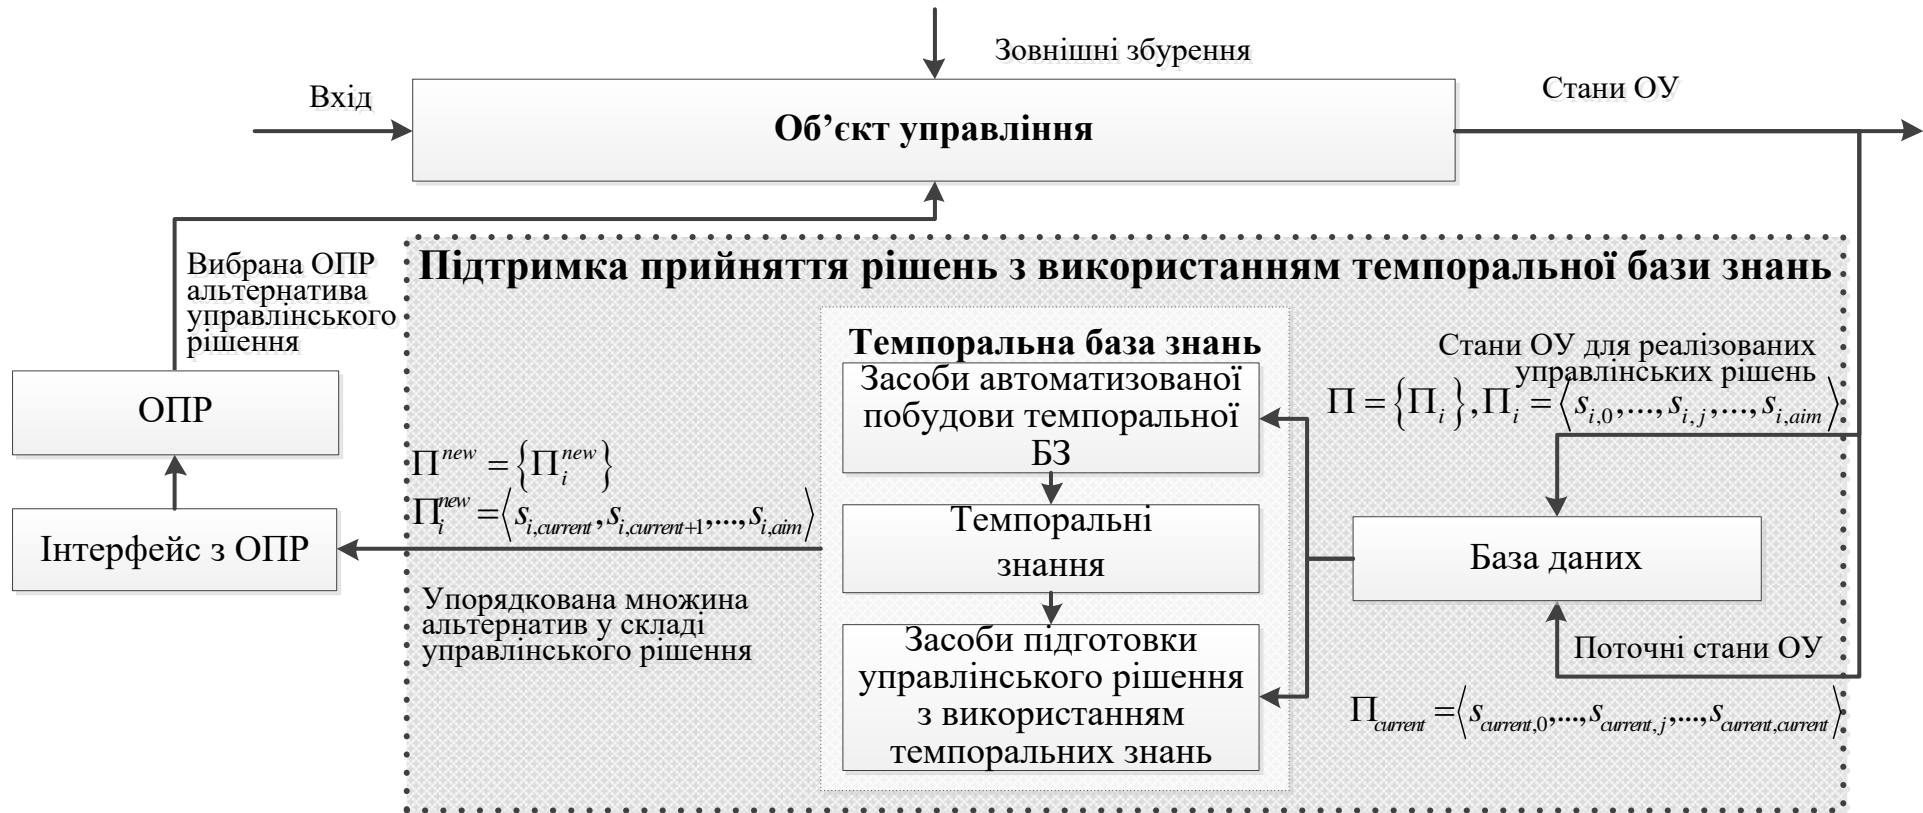 Зовнішні збурення
Вхід
Стани ОУ
Об’єкт управління
Вибрана ОПР
альтернатива
управлінського
рішення
Підтримка прийняття рішень з використанням темпоральної бази знань
Темпоральна база знань
Засоби автоматизованої
побудови темпоральної
БЗ
Стани ОУ для реалізованих
управлінських рішень
Π = {Π_i}, Π_i = ⟨s_{i,0},...,s_{i,j},...,s_{i,aim}⟩
ОПР
Π^{new} = {Π_i^{new}}
Π_i^{new} = ⟨s_{i,current}, s_{i,current+1},...,s_{i,aim}⟩
Темпоральні
знання
Інтерфейс з ОПР
База даних
Упорядкована множина
альтернатив у складі
управлінського рішення
Засоби підготовки
управлінського рішення
з використанням
темпоральних знань
Поточні стани ОУ
Π_{current} = ⟨s_{current,0},...,s_{current,j},...,s_{current,current}⟩